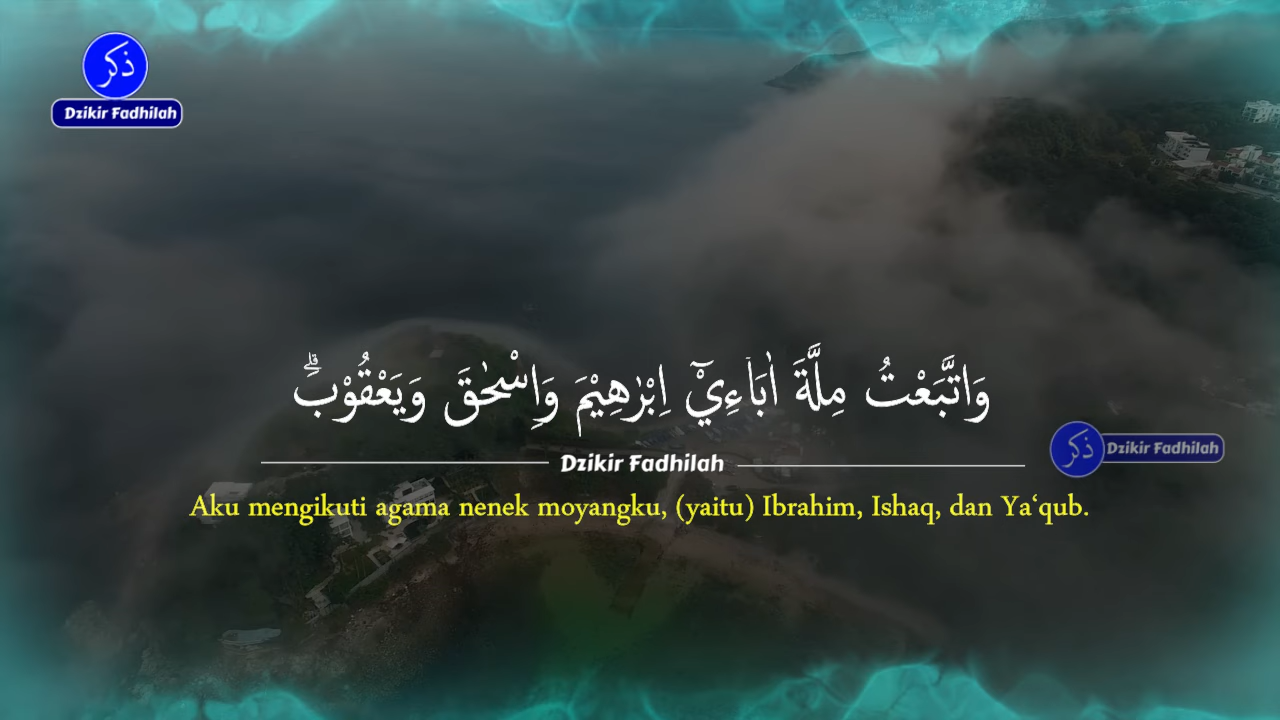 ذكر
Dzikir Fadhilah
وَاتَّبَعْتُ مِلَّةَ اٰبَاۤءِيْٓ اِبْرٰهِيْمَ وَاِسْحٰقَ وَيَعْقُوْبَۗ
ذكر Dzikir Fadhilah
Dzikir Fadhilah
Aku mengikuti agama nenek moyangku, (yaitu) Ibrahim, Ishaq, dan Ya‘qub.